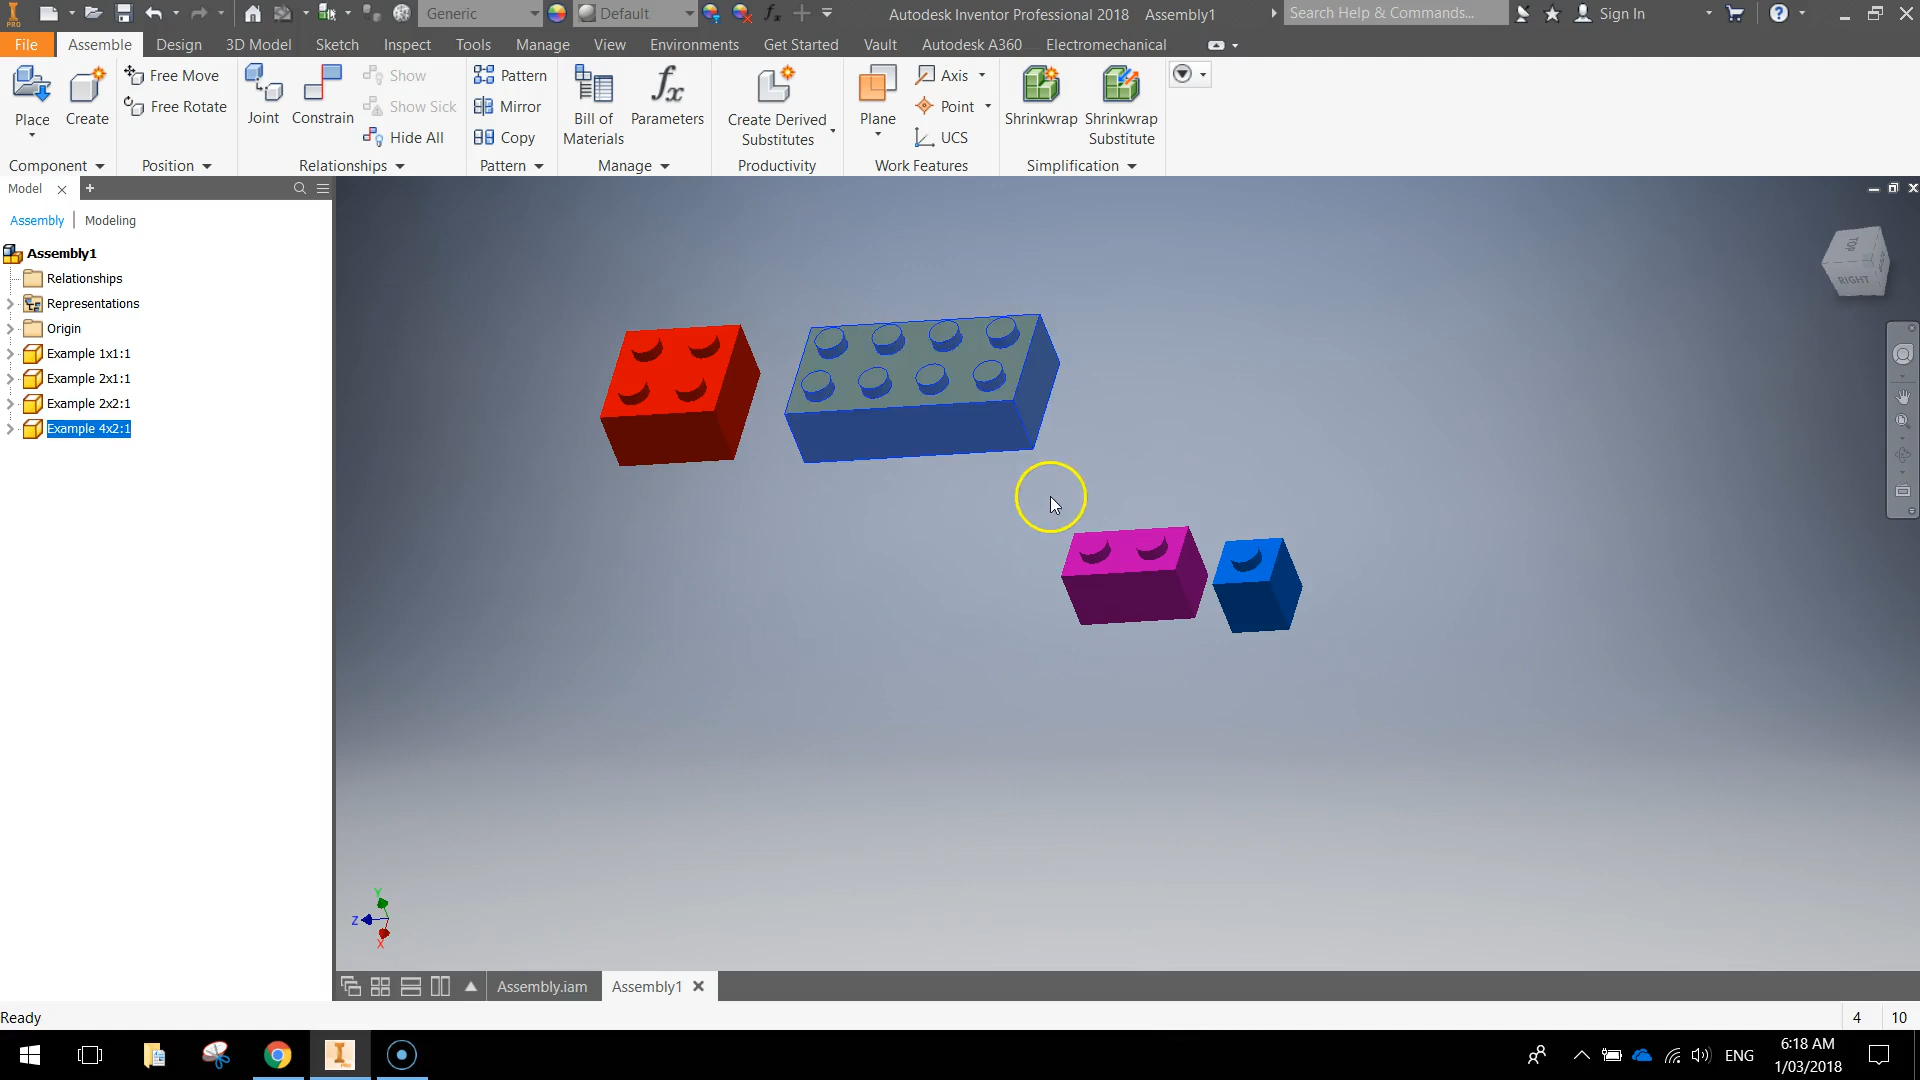 Generic
Default
Autodesk Inventor Professional 2018 Assembly1
Search Help & Commands...
Sign In
PRO
File Assemble Design 3D Model Sketch Inspect Tools Manage View Environments Get Started Vault Autodesk A360 Electromechanical
Place
Create
Free Move
Free Rotate
Joint
Constrain
Show
Show Sick
Hide All
Pattern
Mirror
Copy
Bill of
Materials
Parameters
Create Derived
Substitutes
Plane
Axis
Point
UCS
Shrinkwrap
Shrinkwrap
Substitute
Component Position Relationships Pattern Manage Productivity Work Features Simplification
Model
Assembly Modeling
Assembly1
Relationships
Representations
Origin
Example 1x1:1
Example 2x1:1
Example 2x2:1
Example 4x2:1
TOP
RIGHT
Y
Z
X
Assembly.iam Assembly1
Ready
4 10
ENG
6:18 AM
1/03/2018